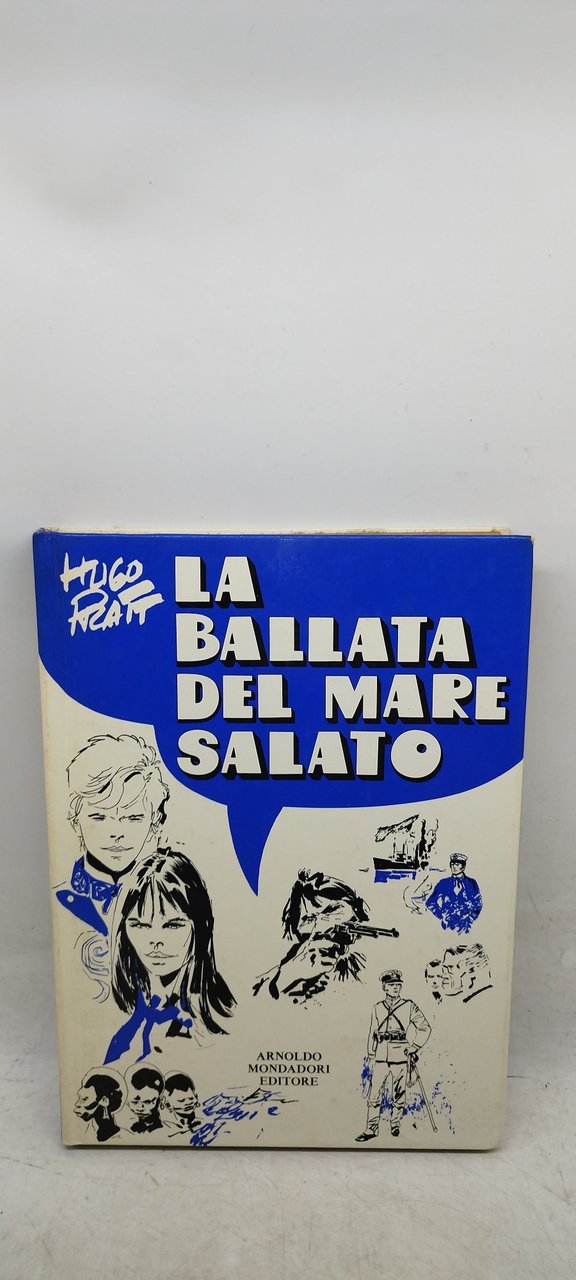 HUGO
PRATT
LA
BALLATA
DEL MARE
SALATO
ARNOLDO
MONDADORI
EDITORE